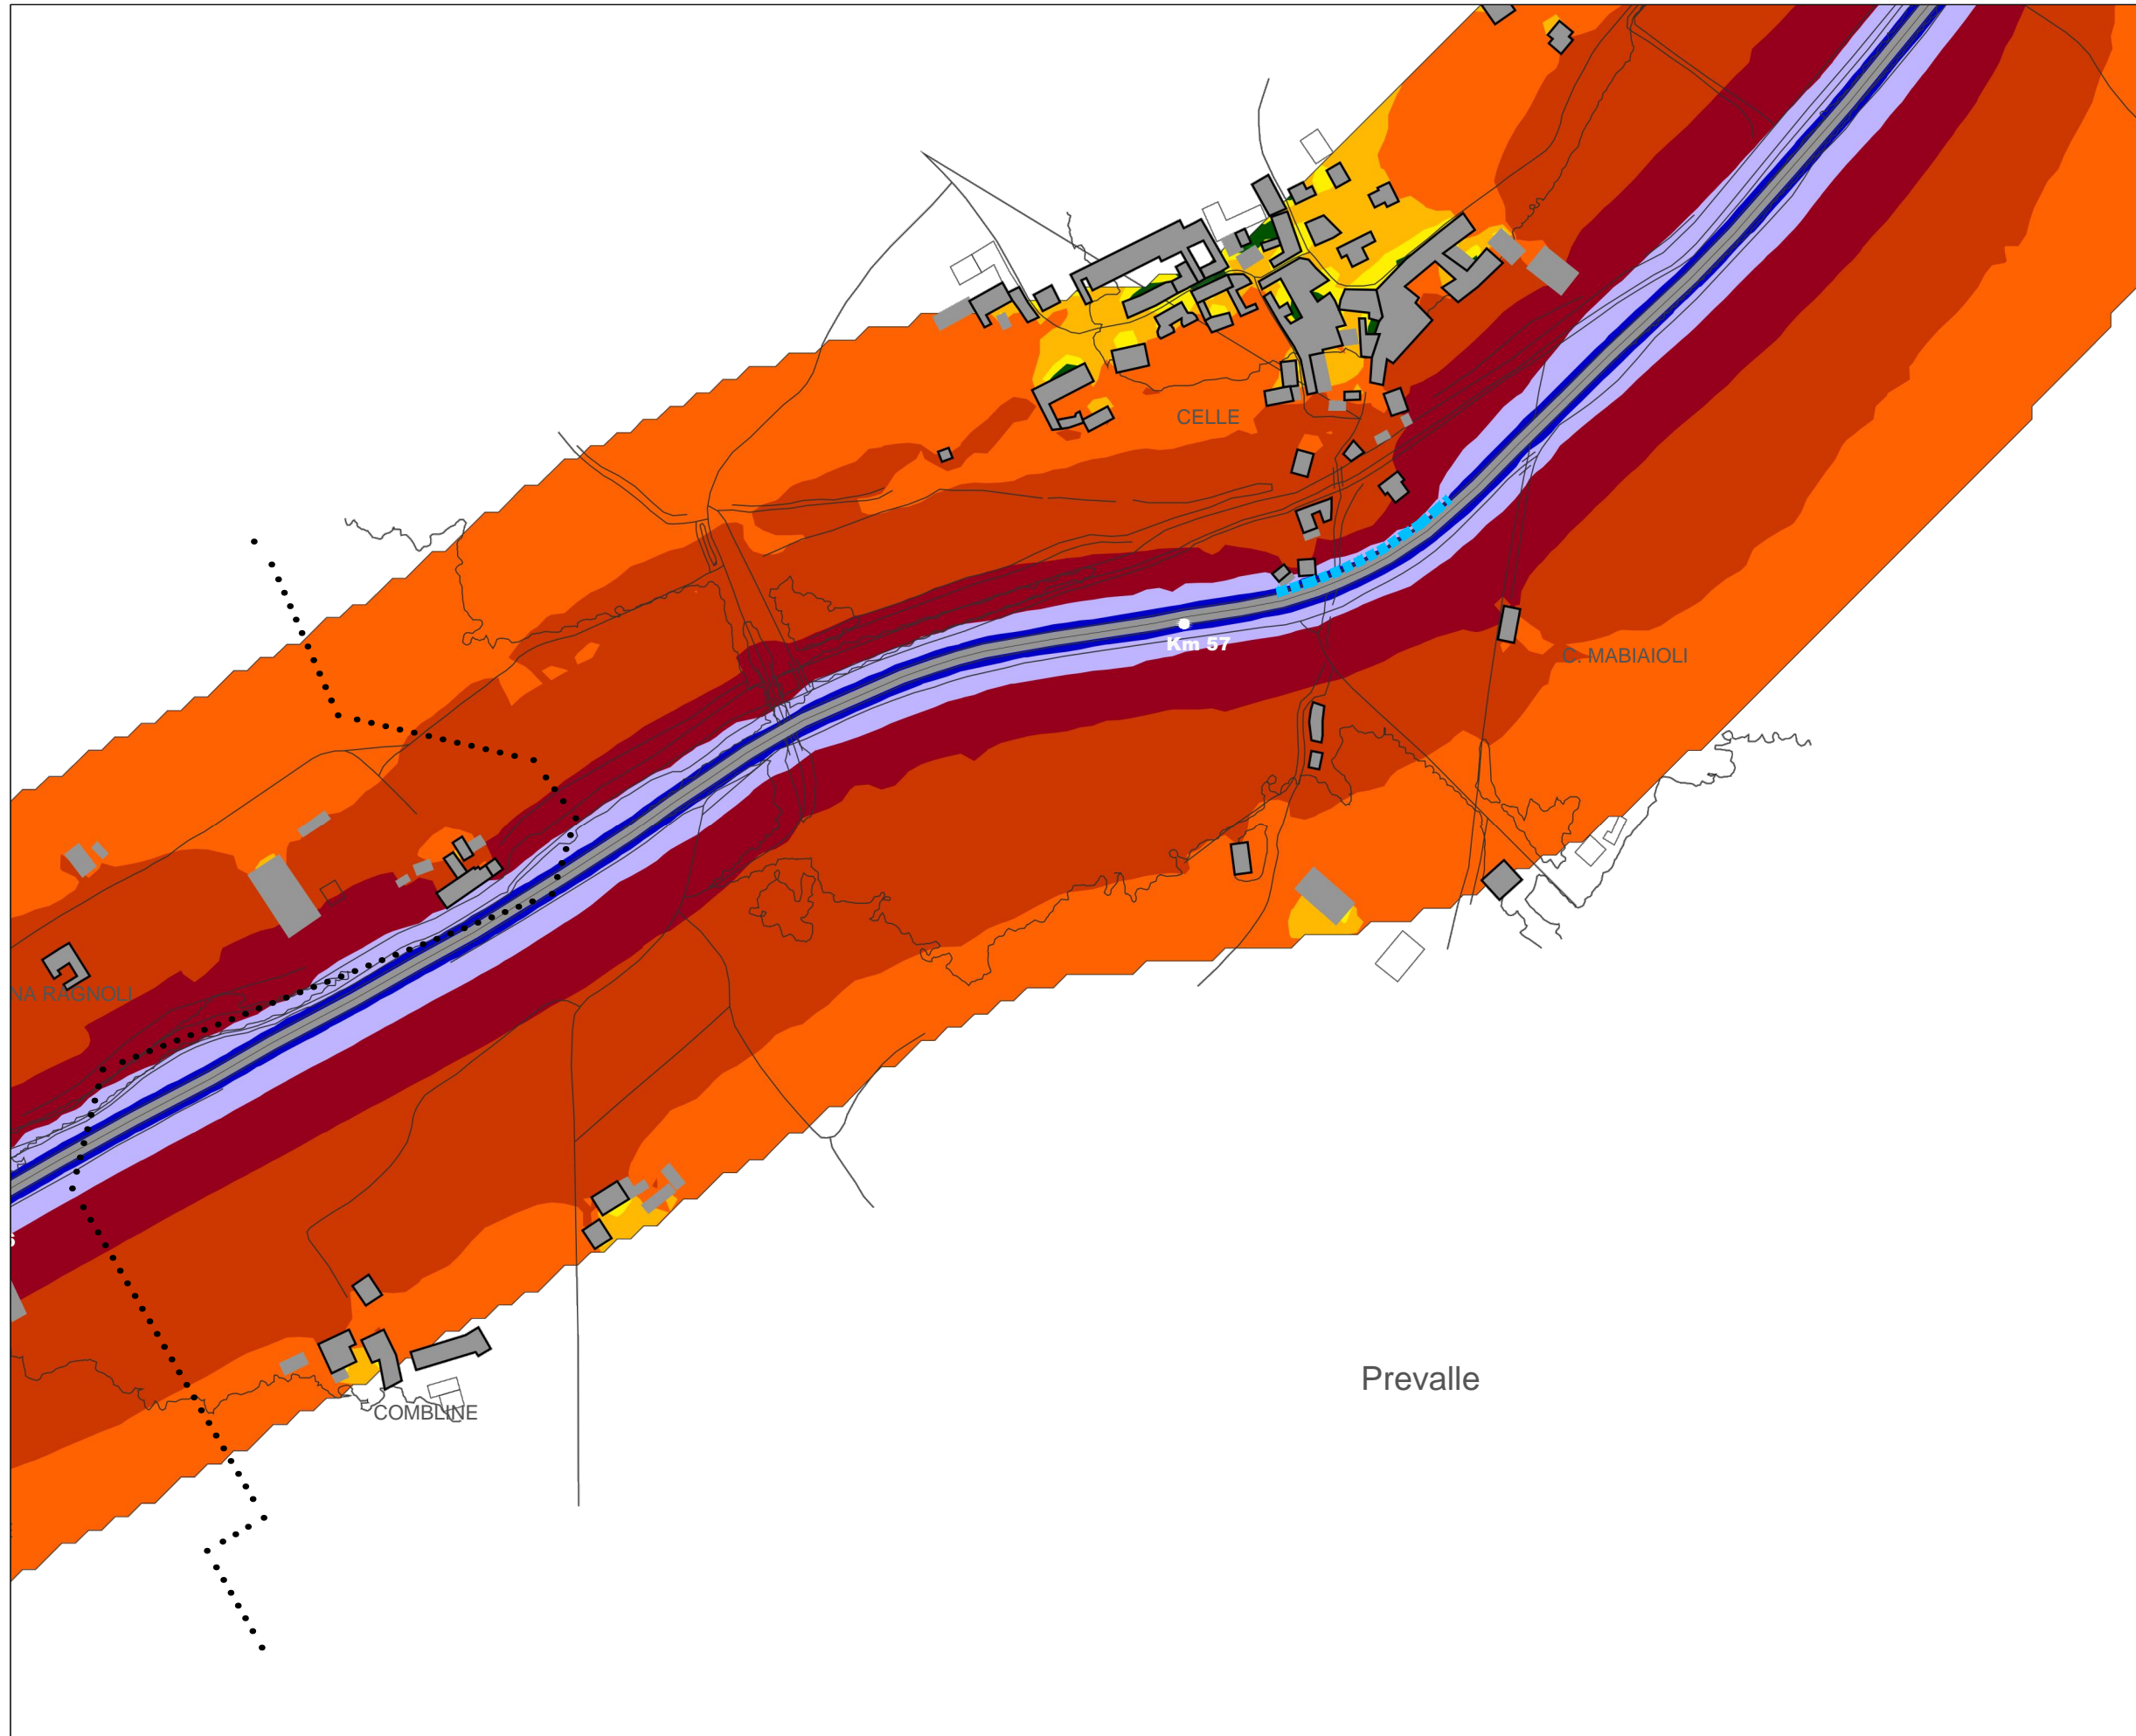 CELLE
Km 57
C. MABIAIOLI
NA RAGNOLI
Prevalle
COMBLINE